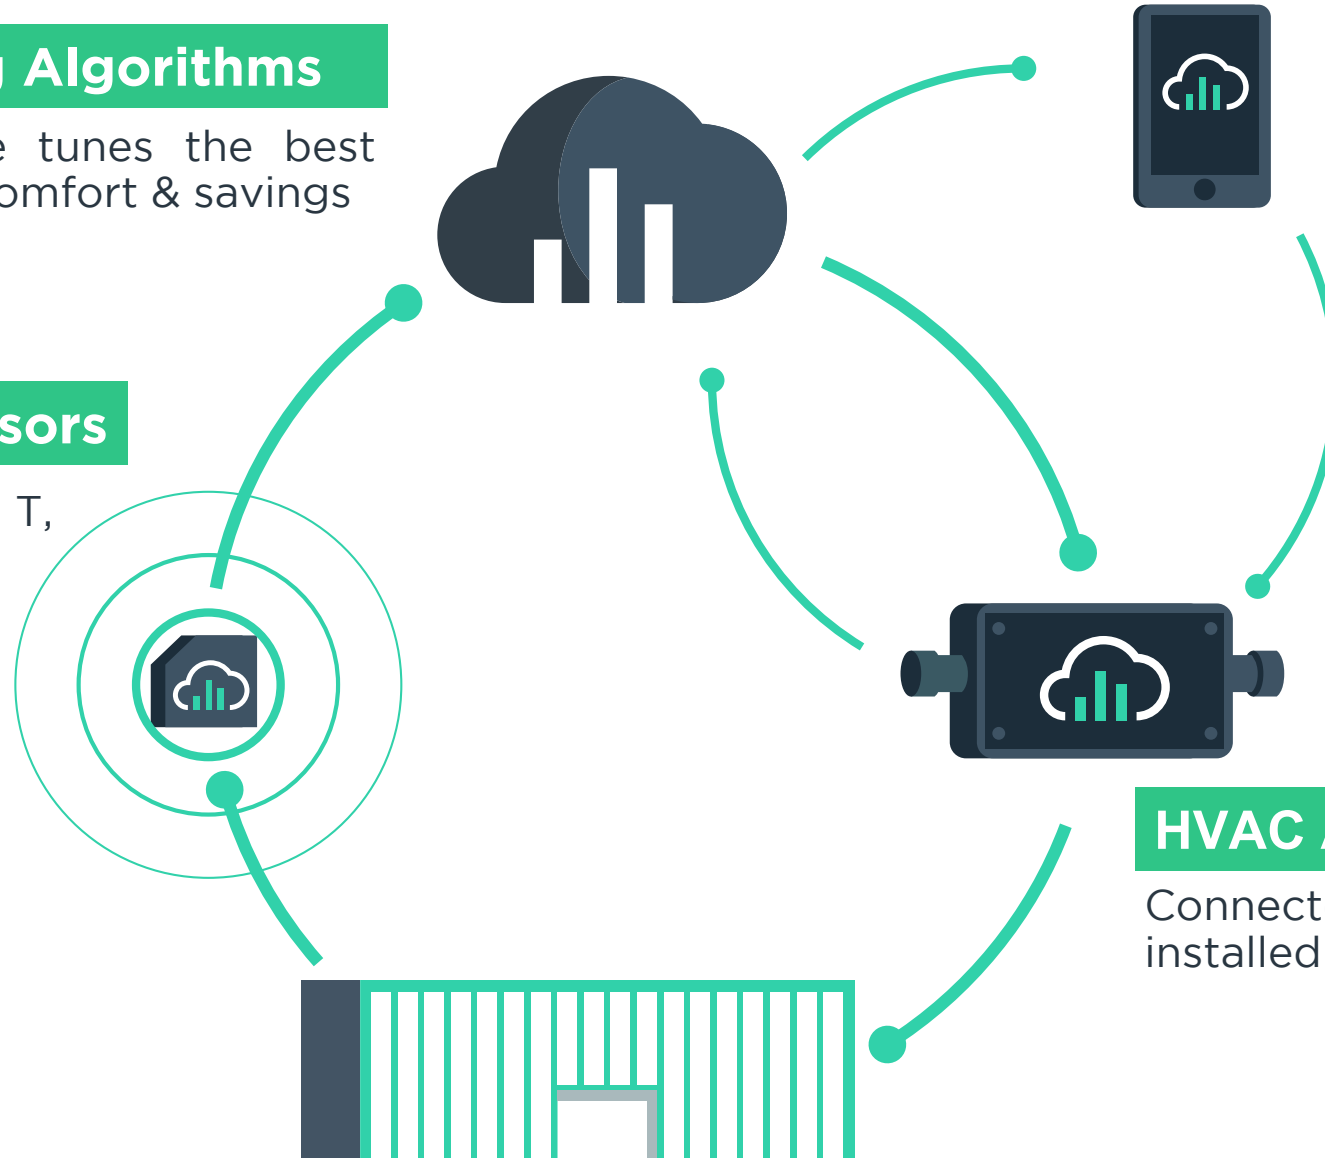 Algorithms
tunes the best
omfort & savings
sors
T,
HVAC
Connect
installed